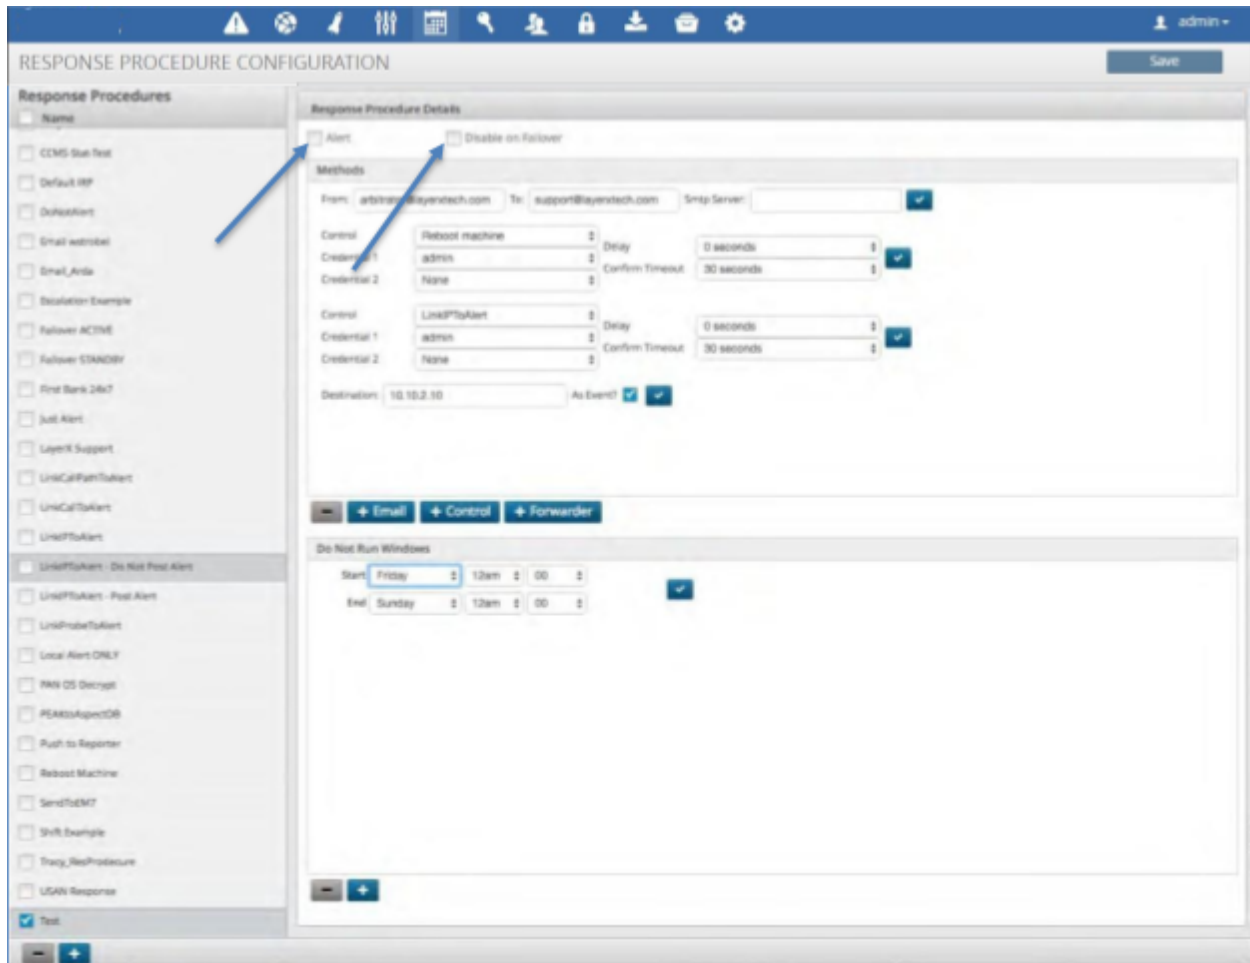 admin
RESPONSE PROCEDURE CONFIGURATION
Save
Response Procedures
Name
CCMS Stat Test
Default IRP
DoNotAlert
Email
Email_Arda
Escalation Example
Failover ACTIVE
Failover STANDBY
First Bank 24x7
Just Alert
LayerX Support
LinkCallPathToAlert
LinkCallToAlert
LinkIPToAlert
LinkIPToAlert - Do Not Post Alert
LinkIPToAlert - Post Alert
LinkProbeToAlert
Local Alert ONLY
PAN OS Decrypt
PEAKtoAspectDB
Push to Reporter
Reboot Machine
SendToEM7
Shift Example
Tracy_ResProdecure
USAN Response
Test
Response Procedure Details
Alert Disable on Failover
Methods
From: To: Smtp Server:
Control Reboot machine
Delay 0 seconds
Credential 1 admin
Confirm Timeout 30 seconds
Credential 2 None
Control LinkIPToAlert
Delay 0 seconds
Credential 1 admin
Confirm Timeout 30 seconds
Credential 2 None
Destination: 10.10.2.10 As Event?
+ Email + Control + Forwarder
Do Not Run Windows
Start Friday 12am 00
End Sunday 12am 00